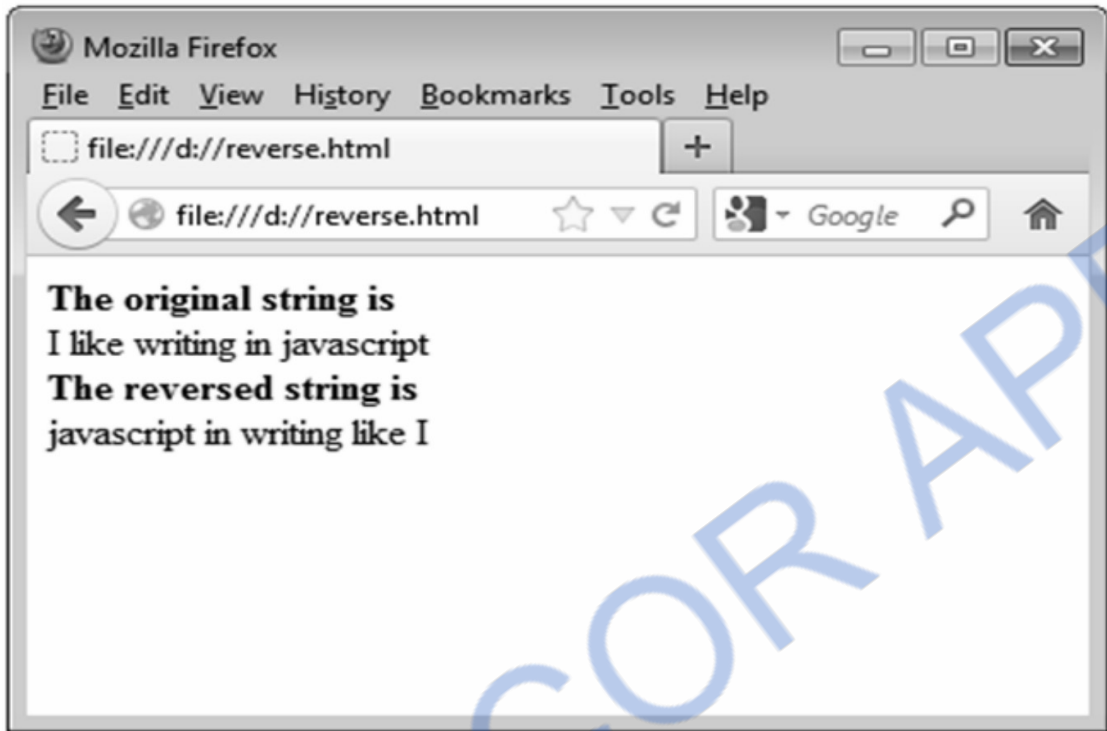 Mozilla Firefox
File Edit View History Bookmarks Tools Help
file:///d://reverse.html +
file:///d://reverse.html Google
The original string is
I like writing in javascript
The reversed string is
javascript in writing like I
COR AP